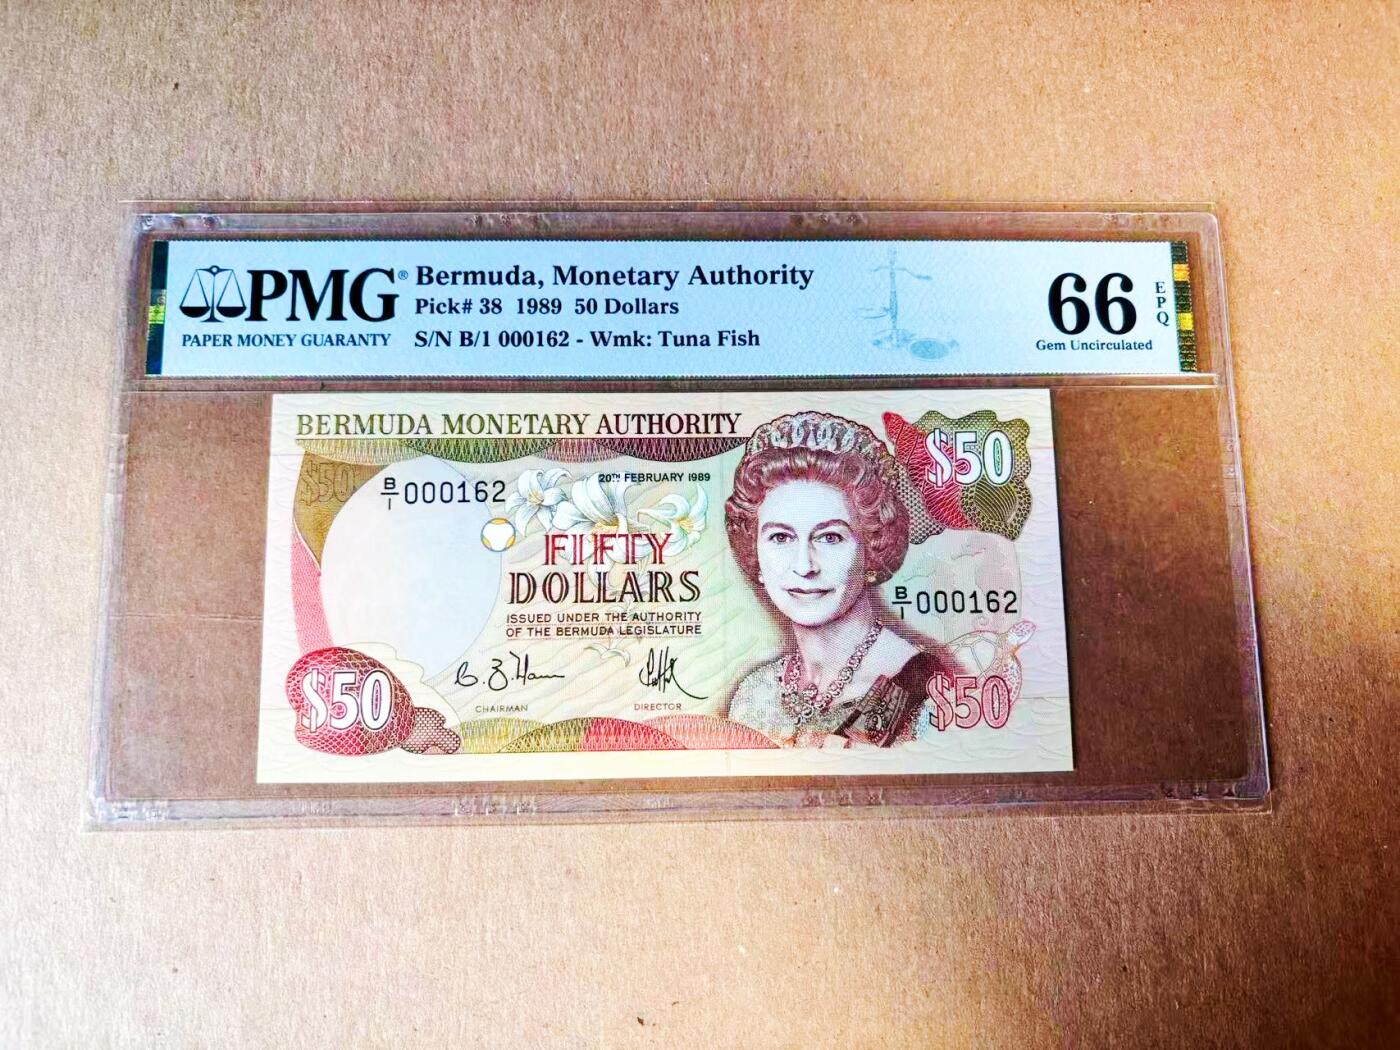 PMG®
PAPER MONEY GUARANTY
Bermuda, Monetary Authority
Pick# 38 1989 50 Dollars
S/N B/1 000162 - Wmk: Tuna Fish
66
EPQ
Gem Uncirculated
BERMUDA MONETARY AUTHORITY
$50
$50
B/1 000162
20TH FEBRUARY 1989
FIFTY
DOLLARS
ISSUED UNDER THE AUTHORITY
OF THE BERMUDA LEGISLATURE
B/1 000162
CHAIRMAN
DIRECTOR
$50
$50